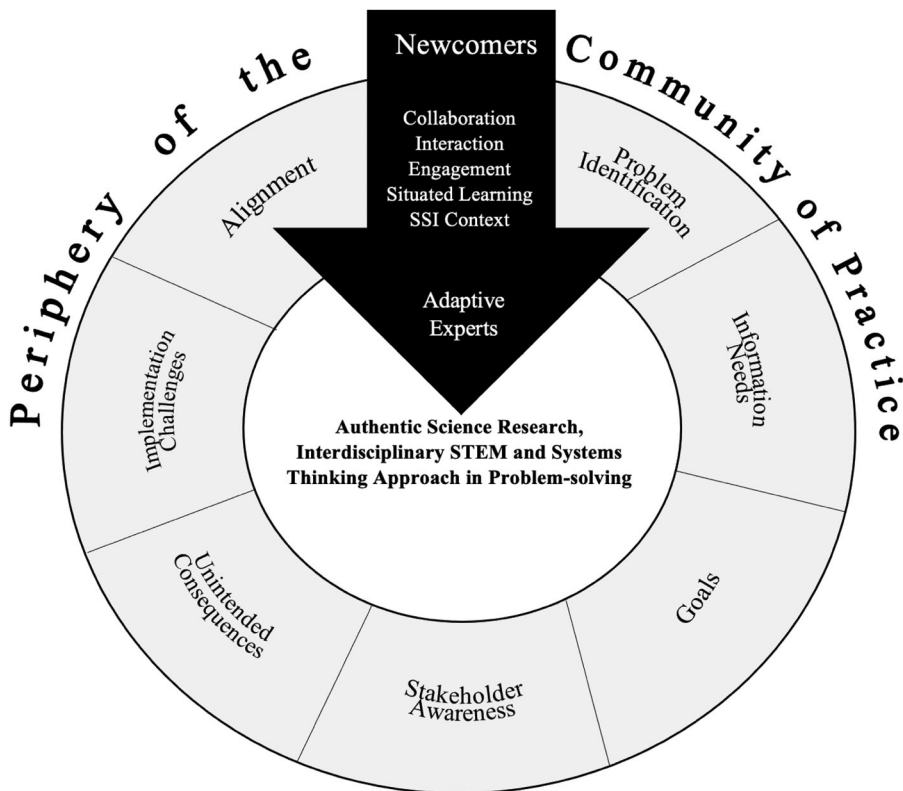 Periphery of the Community of Practice
Newcomers
Collaboration
Interaction
Engagement
Situated Learning
SSI Context
Adaptive
Experts
Authentic Science Research,
Interdisciplinary STEM and Systems
Thinking Approach in Problem-solving
Problem
Identification
Information
Needs
Goals
Stakeholder
Awareness
Unintended
Consequences
Implementation
Challenges
Alignment